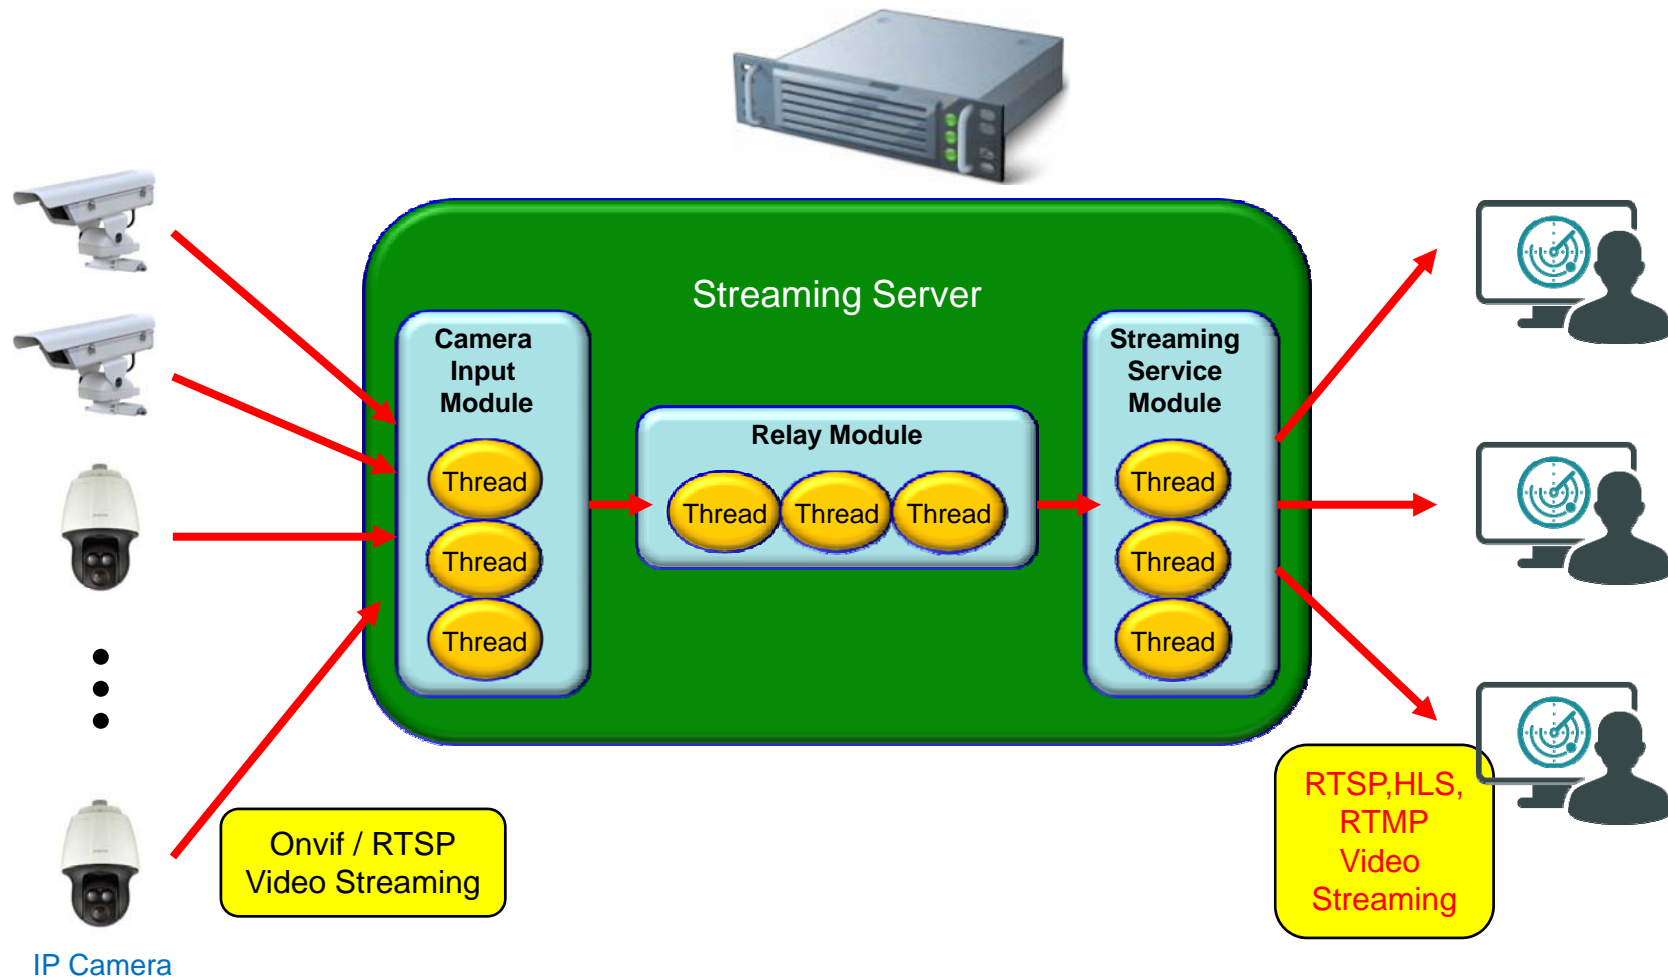 Streaming Server
Camera
Input
Module
Thread
Thread
Thread
Relay Module
Thread Thread Thread
Streaming
Service
Module
Thread
Thread
Thread
Onvif / RTSP
Video Streaming
RTSP,HLS,
RTMP
Video
Streaming
IP Camera